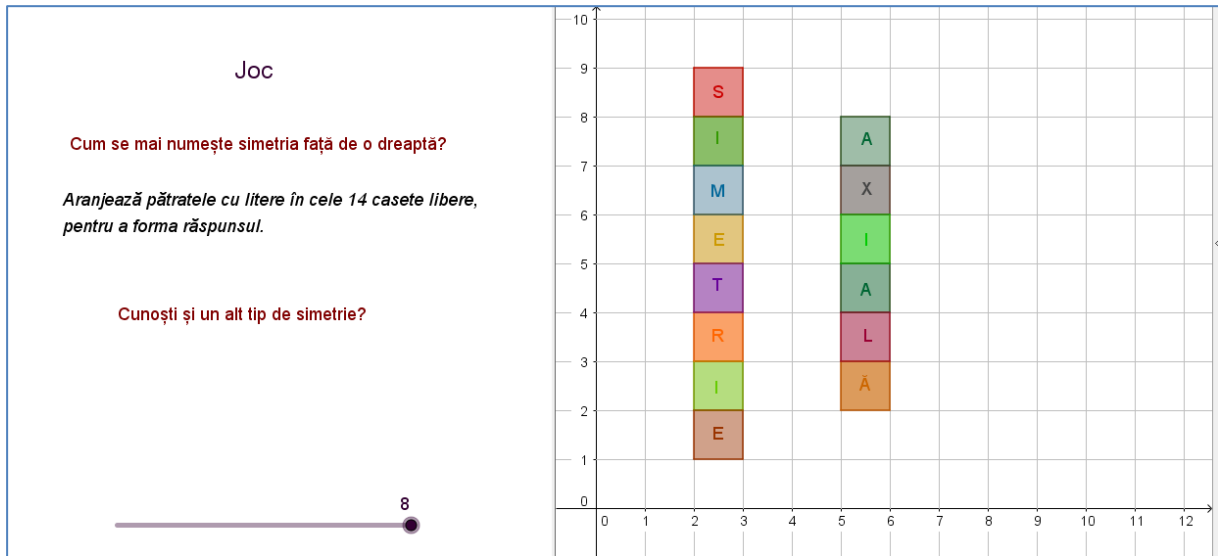 Joc
Cum se mai numește simetria față de o dreaptă?
Aranjează pătratele cu litere în cele 14 casete libere,
pentru a forma răspunsul.
Cunoști și un alt tip de simetrie?
8
10
9
8
7
6
5
4
3
2
1
0
S
I
M
E
T
R
I
E
A
X
I
A
L
Ă
0 1 2 3 4 5 6 7 8 9 10 11 12